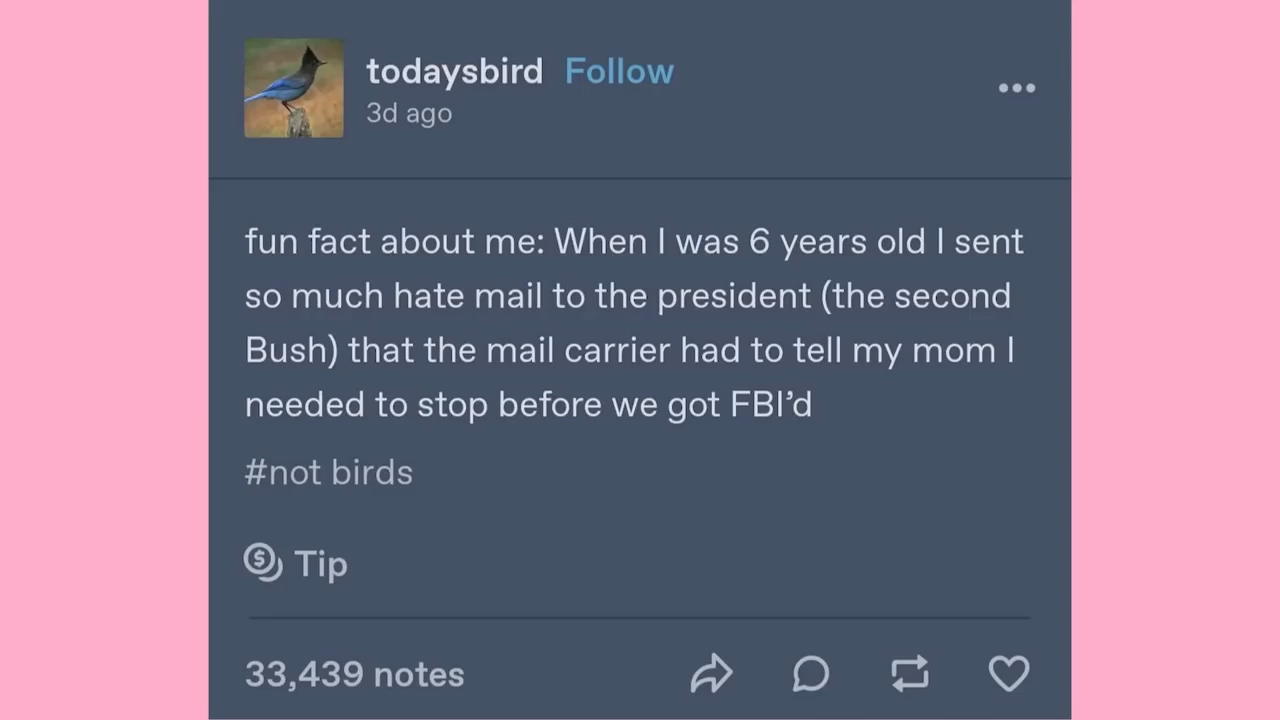 todaysbird Follow
3d ago
fun fact about me: When I was 6 years old I sent
so much hate mail to the president (the second
Bush) that the mail carrier had to tell my mom I
needed to stop before we got FBI’d
#not birds
Tip
33,439 notes